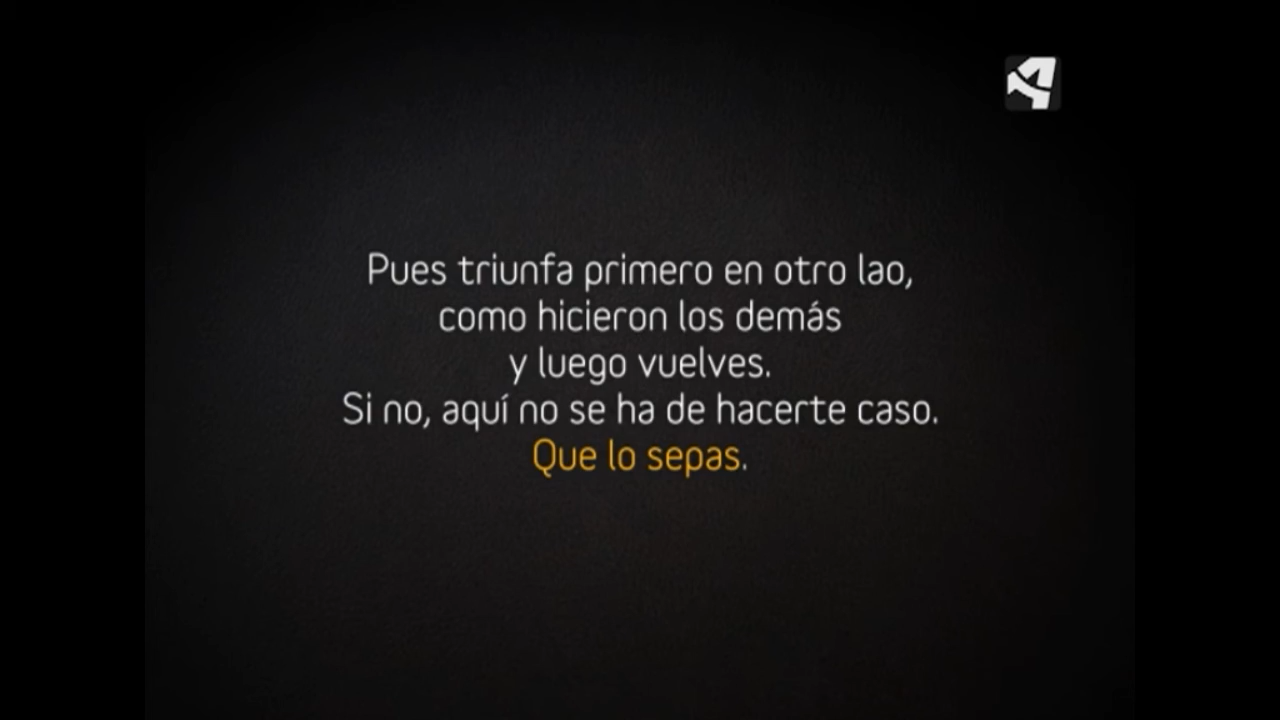 Pues triunfa primero en otro lao,
como hicieron los demás
y luego vuelves.
Si no, aquí no se ha de hacerte caso.
Que lo sepas.